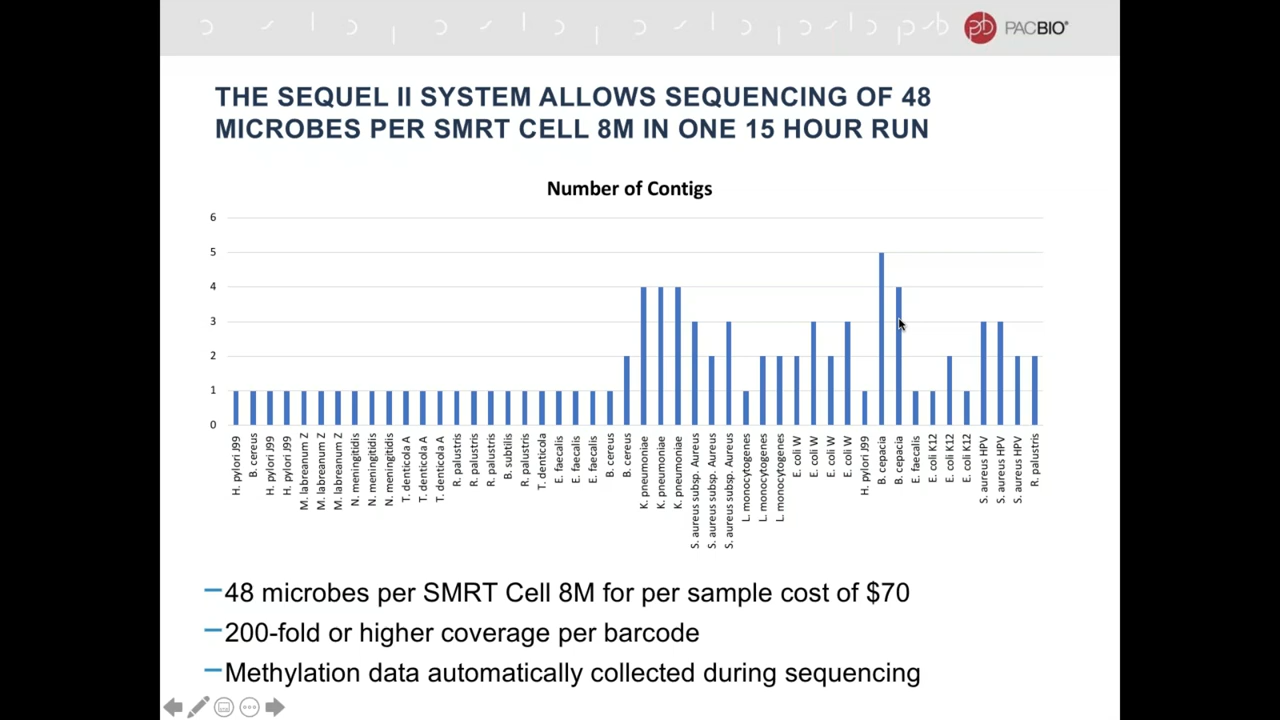 PACBIO®
THE SEQUEL II SYSTEM ALLOWS SEQUENCING OF 48
MICROBES PER SMRT CELL 8M IN ONE 15 HOUR RUN
Number of Contigs
6
5
4
3
2
1
0
H. pylori J99
B. cereus
H. pylori J99
H. pylori J99
M. labreanum Z
M. labreanum Z
M. labreanum Z
N. meningitidis
N. meningitidis
N. meningitidis
T. denticola A
T. denticola A
T. denticola A
R. palustris
R. palustris
R. palustris
B. subtilis
R. palustris
T. denticola
E. faecalis
E. faecalis
E. faecalis
B. cereus
B. cereus
K. pneumoniae
K. pneumoniae
K. pneumoniae
S. aureus subsp. Aureus
S. aureus subsp. Aureus
S. aureus subsp. Aureus
L. monocytogenes
L. monocytogenes
L. monocytogenes
E. coli W
E. coli W
E. coli W
E. coli W
H. pylori J99
B. cepacia
B. cepacia
E. faecalis
E. coli K12
E. coli K12
E. coli K12
S. aureus HPV
S. aureus HPV
S. aureus HPV
R. palustris
—48 microbes per SMRT Cell 8M for per sample cost of $70
—200-fold or higher coverage per barcode
—Methylation data automatically collected during sequencing